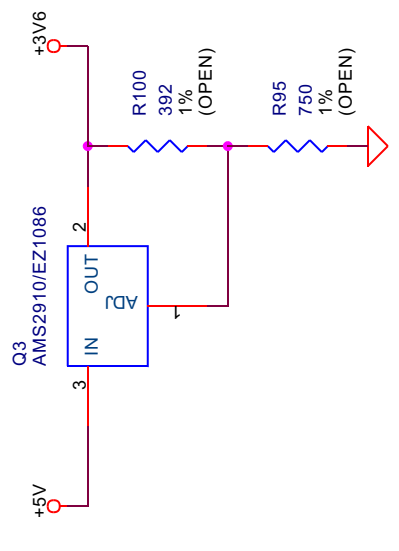 +3V6
R100
392
1%
(OPEN)
R95
750
1%
(OPEN)
Q3
AMS2910/EZ1086
2
OUT
ADJ
1
IN
3
+5V